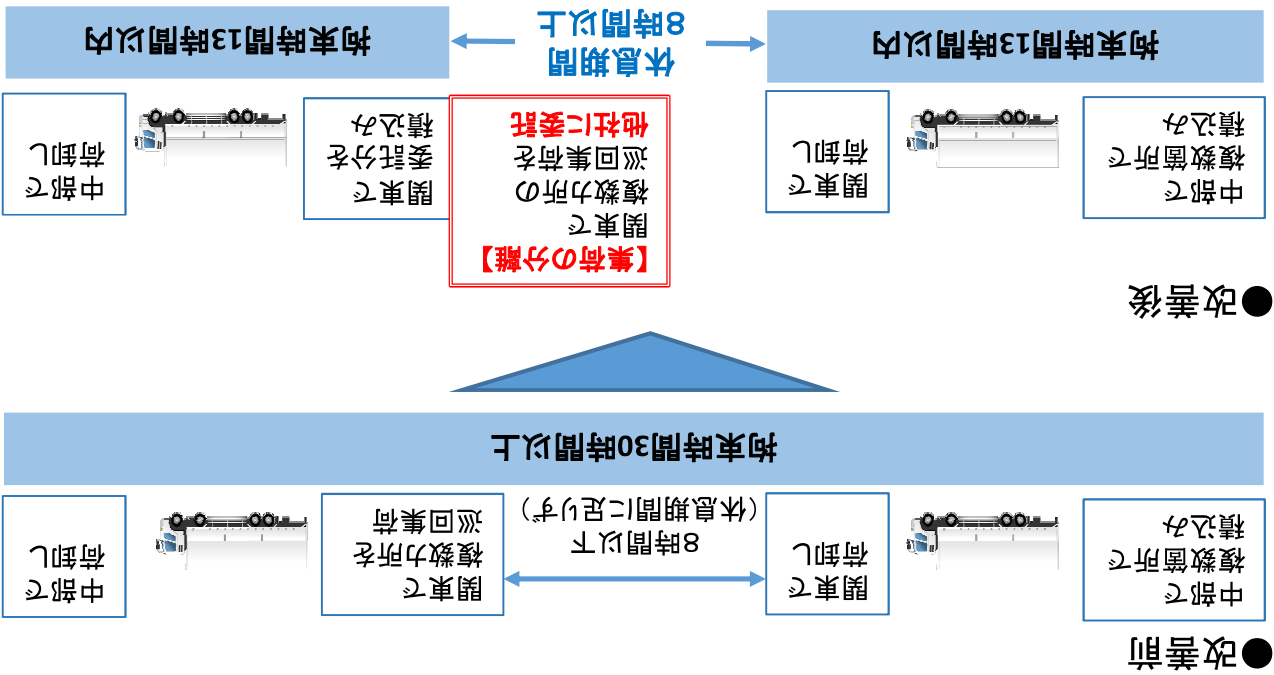 ●改善前
中部で
複数箇所で
積込み
関東で
荷卸し
8時間以下
（休息期間に足りず）
関東で
複数カ所を
巡回集荷
中部で
荷卸し
拘束時間30時間以上
●改善後
中部で
複数箇所で
積込み
関東で
荷卸し
【集荷の分離】
関東で
複数カ所の
巡回集荷を
他社に委託
関東で
委託分を
積込み
中部で
荷卸し
拘束時間13時間以内
休息期間
8時間以上
拘束時間13時間以内